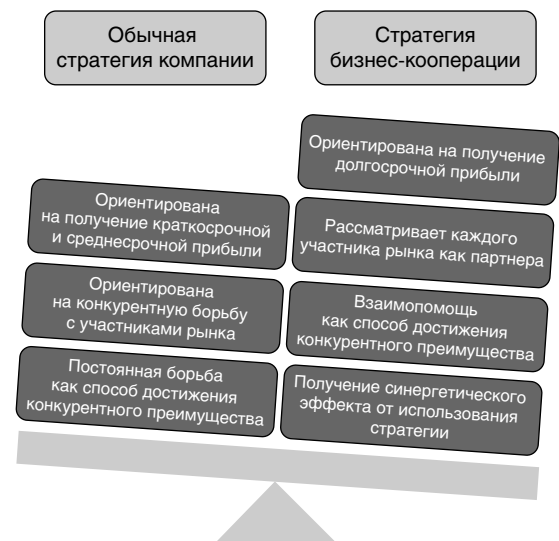 Обычная
стратегия компании
Стратегия
бизнес-кооперации
Ориентирована
на получение краткосрочной
и среднесрочной прибыли
Ориентирована
на конкурентную борьбу
с участниками рынка
Постоянная борьба
как способ достижения
конкурентного преимущества
Ориентирована на получение
долгосрочной прибыли
Рассматривает каждого
участника рынка как партнера
Взаимопомощь
как способ достижения
конкурентного преимущества
Получение синергетического
эффекта от использования
стратегии